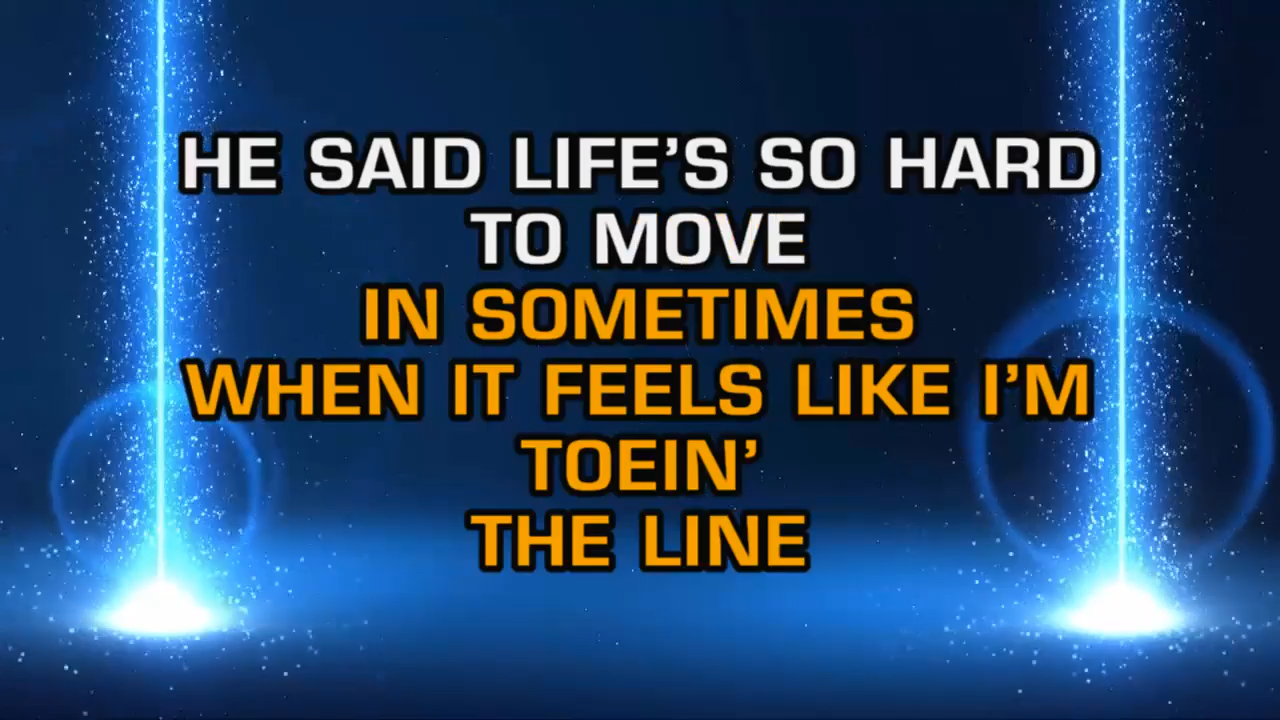 HE SAID LIFE’S SO HARD
TO MOVE
IN SOMETIMES
WHEN IT FEELS LIKE I’M
TOEIN’
THE LINE